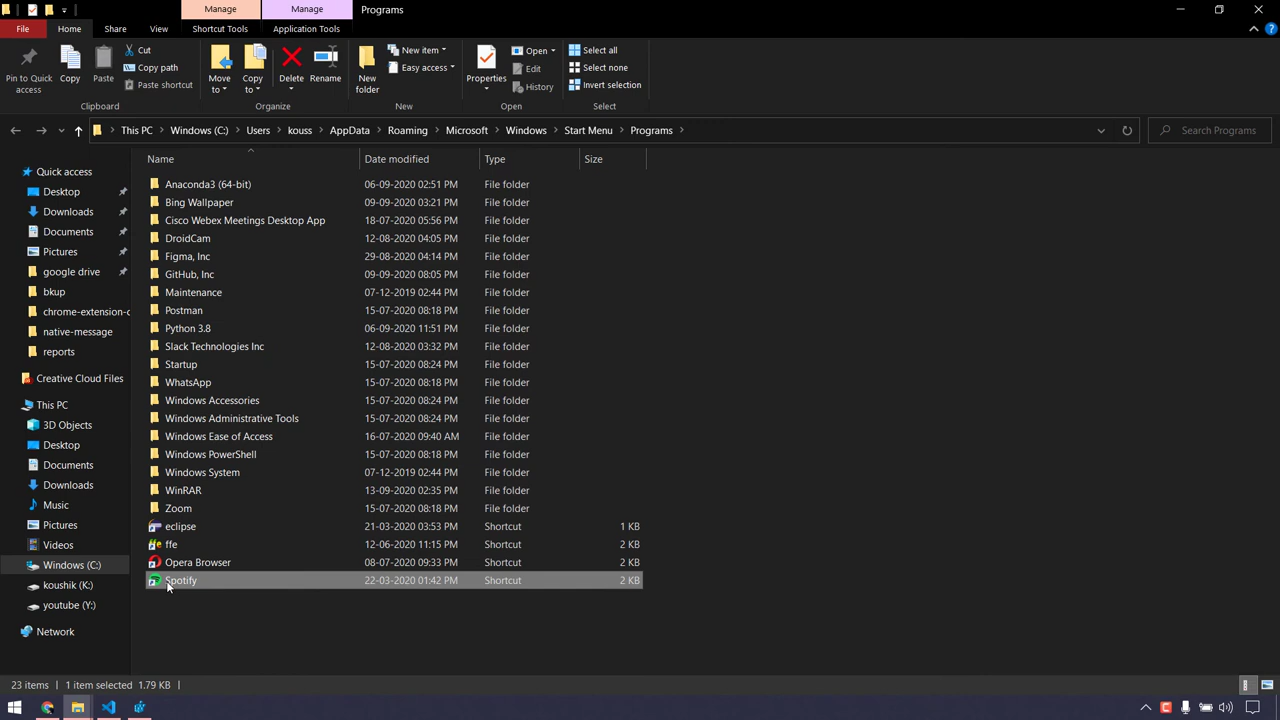 Manage
Manage
Programs
File
Home
Share
View
Shortcut Tools
Application Tools
Pin to Quick access
Copy
Paste
Cut
Copy path
Paste shortcut
Clipboard
Move to
Copy to
Delete
Rename
Organize
New folder
New item
Easy access
New
Properties
Open
Edit
History
Open
Select all
Select none
Invert selection
Select
This PC
Windows (C:)
Users
kouss
AppData
Roaming
Microsoft
Windows
Start Menu
Programs
Search Programs
Name
Date modified
Type
Size
Quick access
Desktop
Downloads
Documents
Pictures
google drive
bkup
chrome-extension-c
native-message
reports
Creative Cloud Files
This PC
3D Objects
Desktop
Documents
Downloads
Music
Pictures
Videos
Windows (C:)
koushik (K:)
youtube (Y:)
Network
Anaconda3 (64-bit) 06-09-2020 02:51 PM File folder
Bing Wallpaper 09-09-2020 03:21 PM File folder
Cisco Webex Meetings Desktop App 18-07-2020 05:56 PM File folder
DroidCam 12-08-2020 04:05 PM File folder
Figma, Inc 29-08-2020 04:14 PM File folder
GitHub, Inc 09-09-2020 08:05 PM File folder
Maintenance 07-12-2019 02:44 PM File folder
Postman 15-07-2020 08:18 PM File folder
Python 3.8 06-09-2020 11:51 PM File folder
Slack Technologies Inc 12-08-2020 03:32 PM File folder
Startup 15-07-2020 08:24 PM File folder
WhatsApp 15-07-2020 08:18 PM File folder
Windows Accessories 15-07-2020 08:24 PM File folder
Windows Administrative Tools 15-07-2020 08:24 PM File folder
Windows Ease of Access 16-07-2020 09:40 AM File folder
Windows PowerShell 15-07-2020 08:18 PM File folder
Windows System 07-12-2019 02:44 PM File folder
WinRAR 13-09-2020 02:35 PM File folder
Zoom 15-07-2020 08:18 PM File folder
eclipse 21-03-2020 03:53 PM Shortcut 1 KB
ffe 12-06-2020 11:15 PM Shortcut 2 KB
Opera Browser 08-07-2020 09:33 PM Shortcut 2 KB
Spotify 22-03-2020 01:42 PM Shortcut 2 KB
23 items
1 item selected 1.79 KB